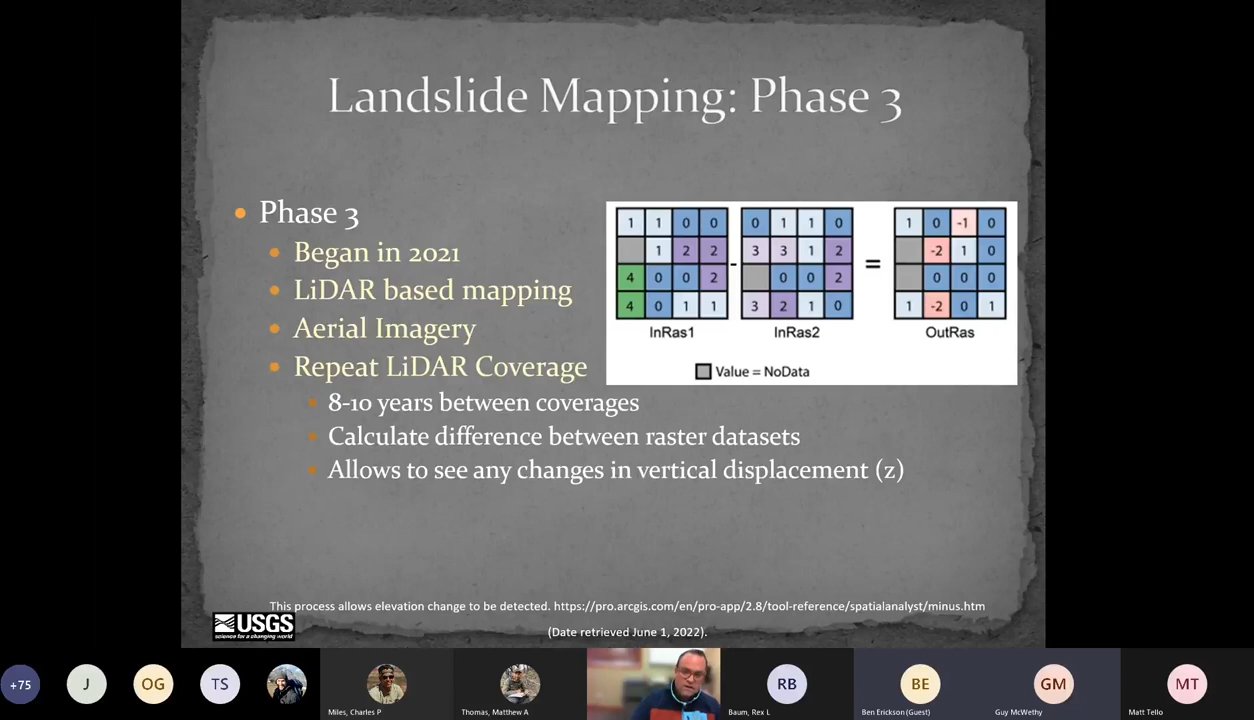 Landslide Mapping: Phase 3
Phase 3
Began in 2021
LiDAR based mapping
Aerial Imagery
Repeat LiDAR Coverage
8-10 years between coverages
Calculate difference between raster datasets
Allows to see any changes in vertical displacement (z)
1 1 0 0 0 1 1 0 1 0 -1 0
1 2 2 3 3 1 2 -2 1 0
- =
4 0 0 2 0 0 2 0 0 0
4 0 1 1 3 2 1 0 1 -2 0 1
InRas1 InRas2 OutRas
Value = NoData
This process allows elevation change to be detected. https://pro.arcgis.com/en/pro-app/2.8/tool-reference/spatialanalyst/minus.htm
(Date retrieved June 1, 2022).
USGS
science for a changing world
+75 J OG TS RB BE GM MT
Miles, Charles P Thomas, Matthew A Baum, Rex L Ben Erickson (Guest) Guy McWethy Matt Tello